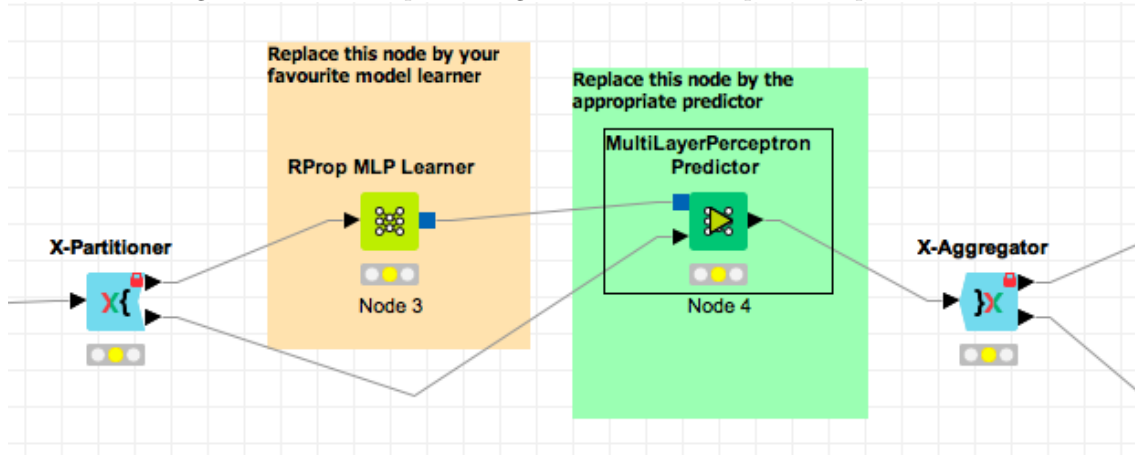 Replace this node by your
favourite model learner
Replace this node by the
appropriate predictor
MultiLayerPerceptron
Predictor
RProp MLP Learner
X-Partitioner
X-Aggregator
X{
}X
Node 3
Node 4